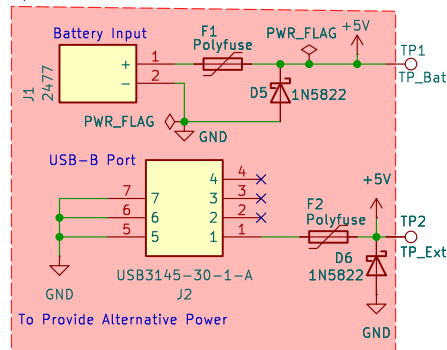 Battery Input
F1
Polyfuse
PWR_FLAG
+5V
TP1
TP_Bat
J1
2477
+ 1
− 2
D5
1N5822
PWR_FLAG
GND
USB-B Port
4 4
3 3
2 2
1 1
7 7
6 6
5 5
USB3145-30-1-A
J2
F2
Polyfuse
+5V
TP2
TP_Ext
D6
1N5822
GND
GND
To Provide Alternative Power